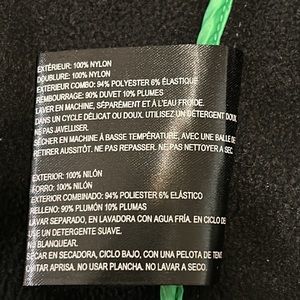 EXTÉRIEUR: 100% NYLON
DOUBLURE: 100% NYLON
EXTERIEUR COMBO: 94% POLYESTER 6% ÉLASTIQUE
REMBOURRAGE: 90% DUVET 10% PLUMES
LAVER EN MACHINE, SÉPARÉMENT ET À L'EAU FROIDE.
DANS UN CYCLE DÉLICAT OU DOUX. UTILISEZ UN DÉTERGENT DOUX.
NE PAS JAVELLISER.
SÉCHER EN MACHINE À BASSE TEMPÉRATURE, AVEC UNE BALLE DE
RETIRER AUSSITÔT. NE PAS REPASSER. NE PAS NETTOYER À SEC.
EXTERIOR: 100% NILÓN
FORRO: 100% NILÓN
EXTERIOR COMBINADO: 94% POLIESTER 6% ELÁSTICO
RELLENO: 90% PLUMÓN 10% PLUMAS
LAVAR SEPARADO, EN LAVADORA CON AGUA FRÍA. EN CICLO DE
USE UN DETERGENTE SUAVE.
NO BLANQUEAR.
SECAR EN SECADORA, CICLO BAJO, CON UNA PELOTA DE TENI
QUITAR APRISA. NO USAR PLANCHA. NO LAVAR A SECO.